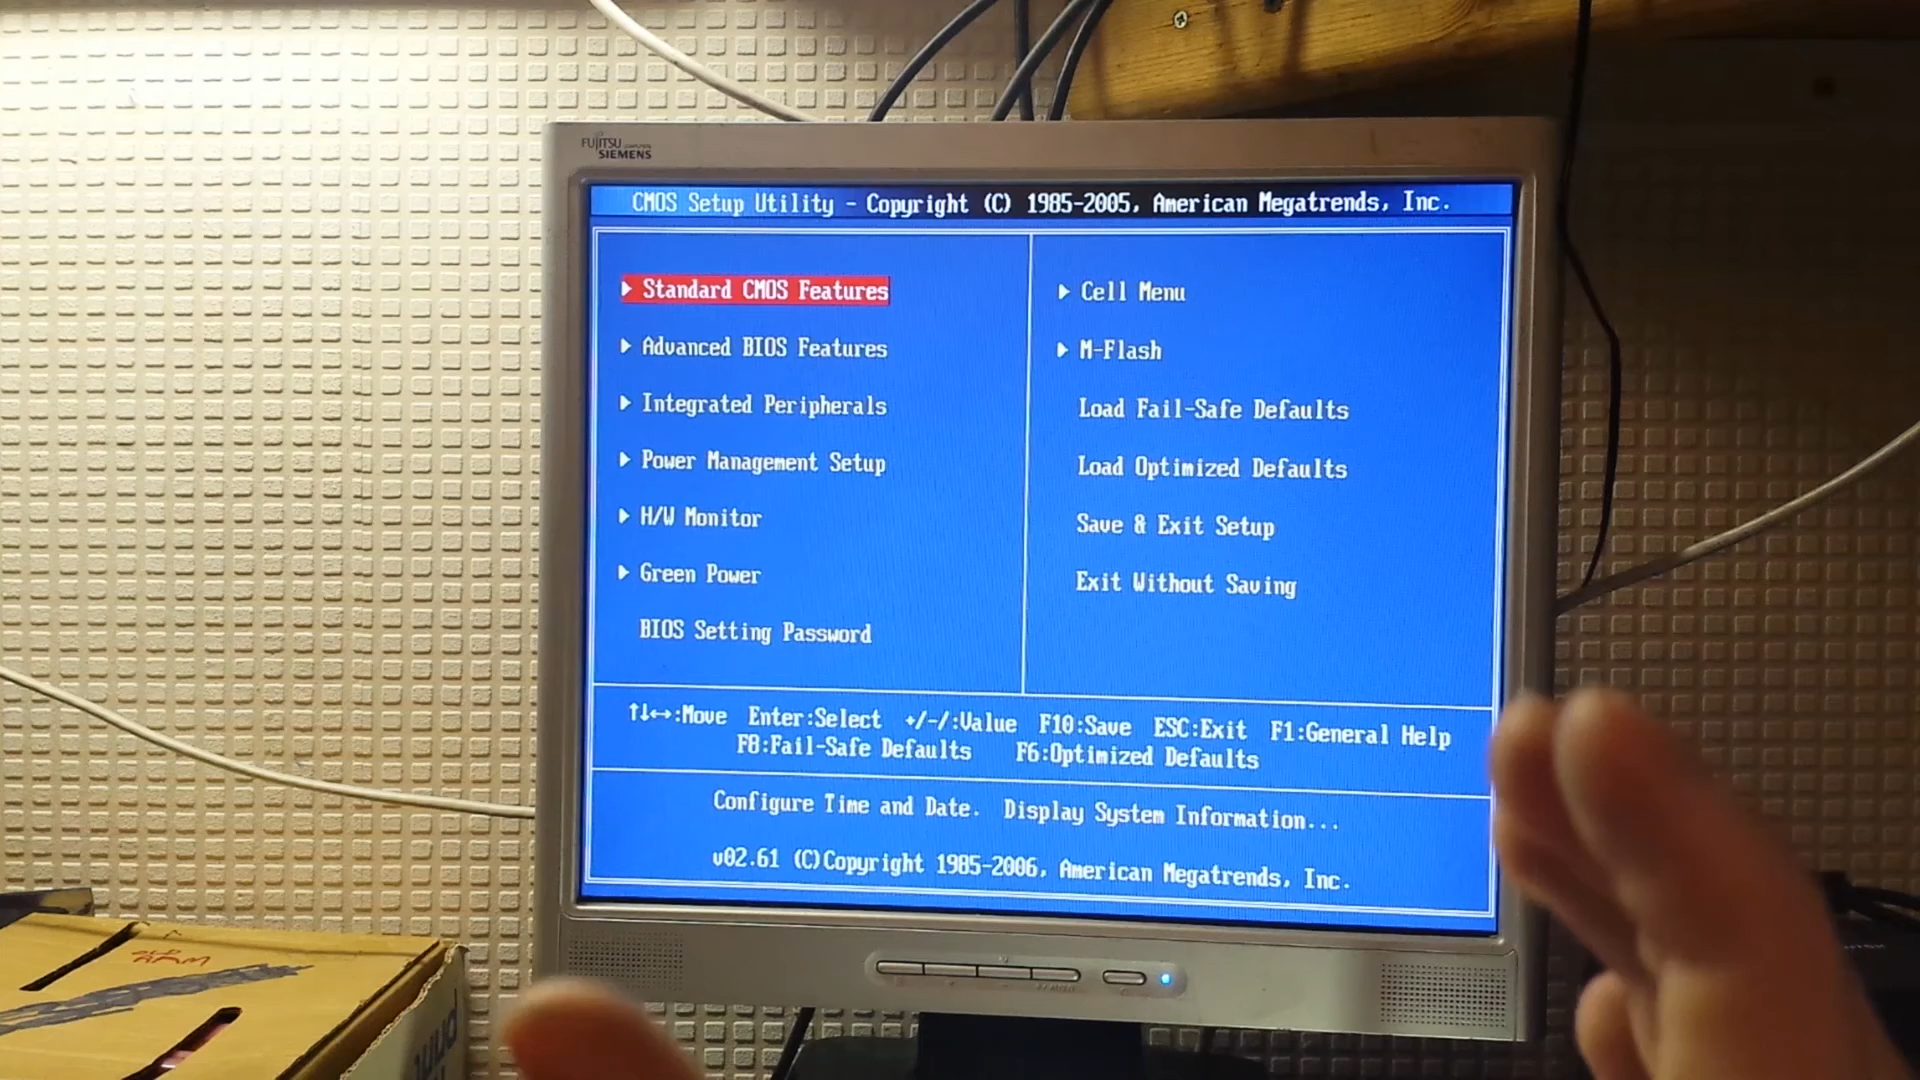 FUJITSU COMPUTERS
SIEMENS
CMOS Setup Utility - Copyright (C) 1985-2005, American Megatrends, Inc.
Standard CMOS Features
Advanced BIOS Features
Integrated Peripherals
Power Management Setup
H/W Monitor
Green Power
BIOS Setting Password
Cell Menu
M-Flash
Load Fail-Safe Defaults
Load Optimized Defaults
Save & Exit Setup
Exit Without Saving
↑↓←→:Move Enter:Select +/-/:Value F10:Save ESC:Exit F1:General Help
F8:Fail-Safe Defaults F6:Optimized Defaults
Configure Time and Date. Display System Information...
v02.61 (C)Copyright 1985-2006, American Megatrends, Inc.